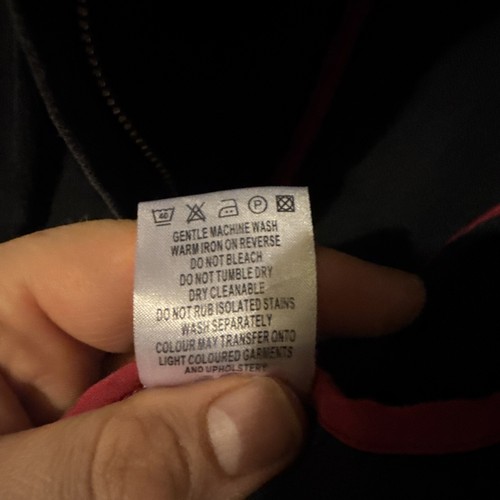 40 P
GENTLE MACHINE WASH
WARM IRON ON REVERSE
DO NOT BLEACH
DO NOT TUMBLE DRY
DRY CLEANABLE
DO NOT RUB ISOLATED STAINS
WASH SEPARATELY
COLOUR MAY TRANSFER ONTO
LIGHT COLOURED GARMENTS
AND UPHOLSTERY